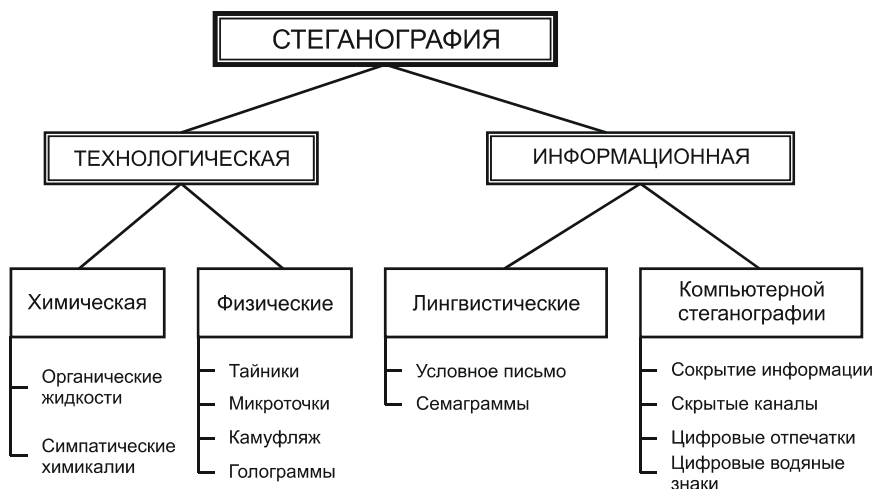 СТЕГАНОГРАФИЯ
ТЕХНОЛОГИЧЕСКАЯ
ИНФОРМАЦИОННАЯ
Химическая
Физические
Лингвистические
Компьютерной
стеганографии
Органические
жидкости
Симпатические
химикалии
Тайники
Микроточки
Камуфляж
Голограммы
Условное письмо
Семаграммы
Сокрытие информации
Скрытые каналы
Цифровые отпечатки
Цифровые водяные
знаки